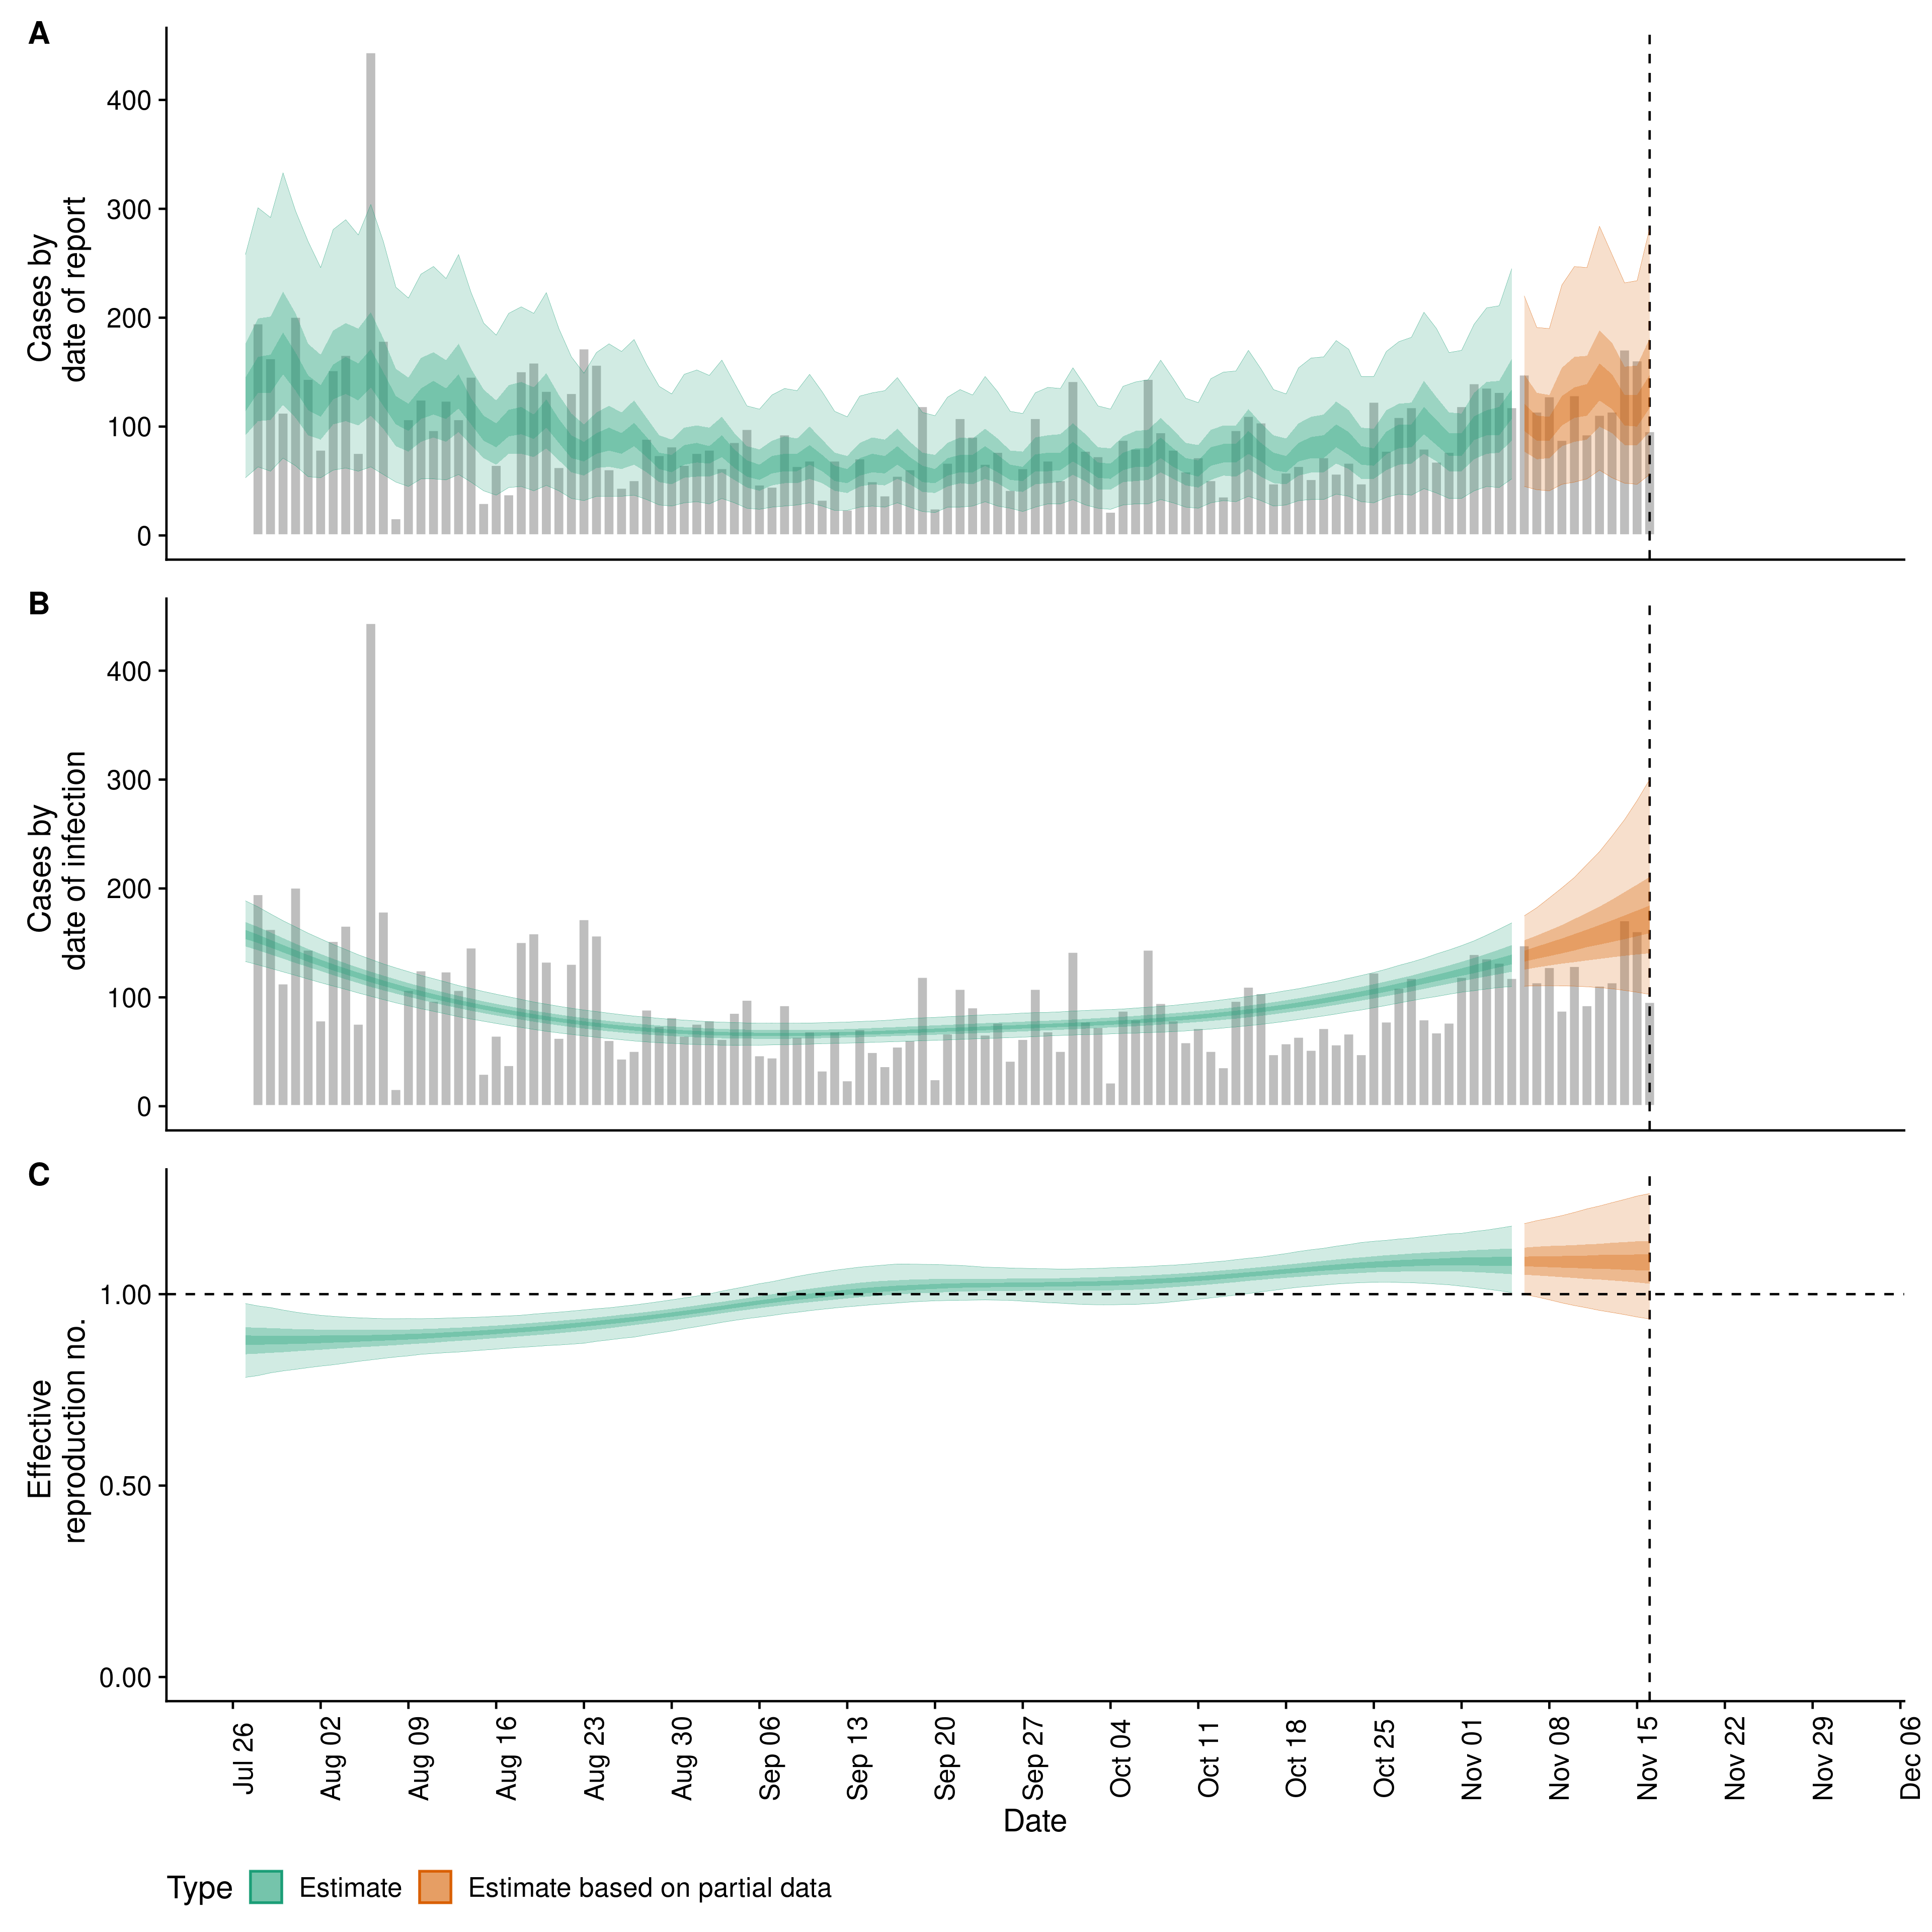 A
400
300
200
100
0
Cases by
date of report
B
400
300
200
100
0
Cases by
date of infection
C
1.00
0.50
0.00
Effective
reproduction no.
Jul 26
Aug 02
Aug 09
Aug 16
Aug 23
Aug 30
Sep 06
Sep 13
Sep 20
Sep 27
Oct 04
Oct 11
Oct 18
Oct 25
Nov 01
Nov 08
Nov 15
Nov 22
Nov 29
Dec 06
Date
Type Estimate Estimate based on partial data